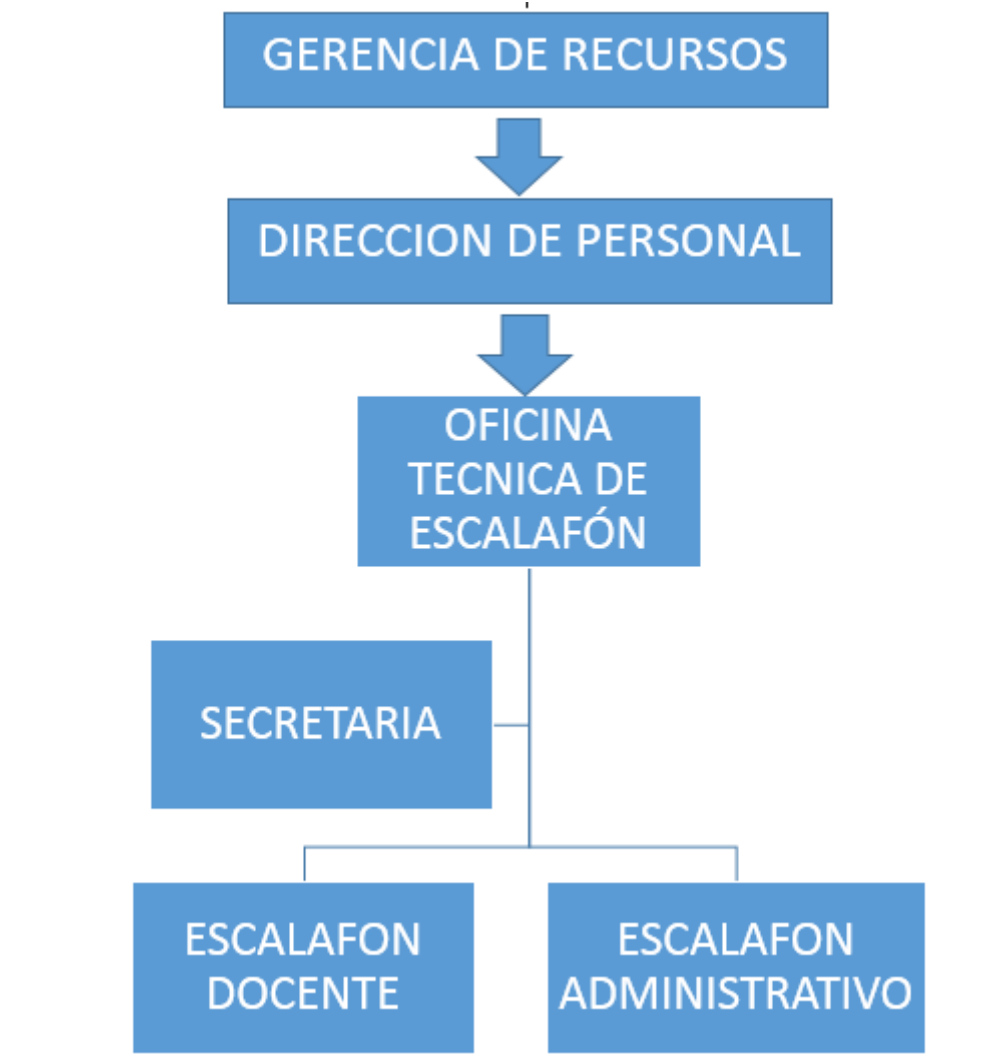 GERENCIA DE RECURSOS
DIRECCION DE PERSONAL
OFICINA
TECNICA DE
ESCALAFÓN
SECRETARIA
ESCALAFON
DOCENTE
ESCALAFON
ADMINISTRATIVO